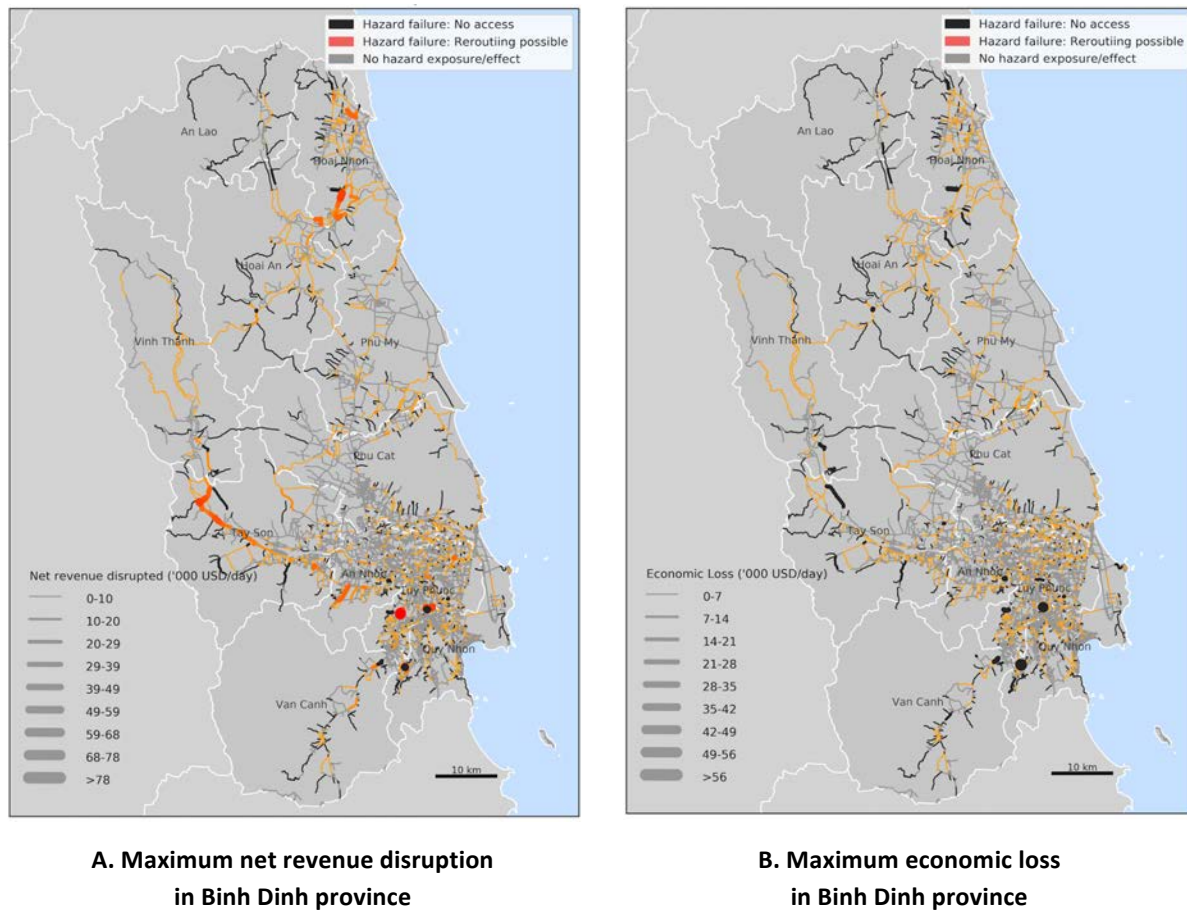 Hazard failure: No access
Hazard failure: Reroutiing possible
No hazard exposure/effect
An Lao
Hoai Nhon
Hoai An
Vinh Thanh
Phu My
Phu Cat
Tay Son
An Nhoc
Tuy Phuoc
Quy Nhon
Van Canh
Net revenue disrupted ('000 USD/day)
0-10
10-20
20-29
29-39
39-49
49-59
59-68
68-78
>78
10 km
A. Maximum net revenue disruption
in Binh Dinh province
Hazard failure: No access
Hazard failure: Reroutiing possible
No hazard exposure/effect
An Lao
Hoai Nhon
Hoai An
Vinh Thanh
Phu My
Phu Cat
Tay Son
An Nhoc
Tuy Phuoc
Quy Nhon
Van Canh
Economic Loss ('000 USD/day)
0-7
7-14
14-21
21-28
28-35
35-42
42-49
49-56
>56
10 km
B. Maximum economic loss
in Binh Dinh province